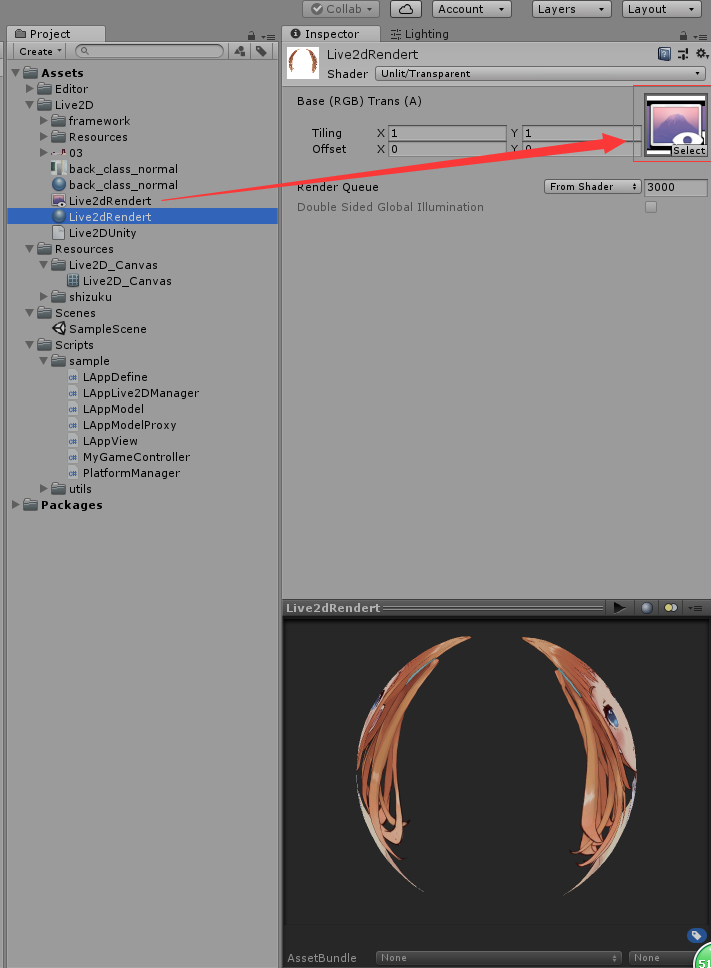 Collab
Account
Layers
Layout
Project
Create
Assets
Editor
Live2D
framework
Resources
03
back_class_normal
back_class_normal
Live2dRendert
Live2dRendert
Live2DUnity
Resources
Live2D_Canvas
Live2D_Canvas
shizuku
Scenes
SampleScene
Scripts
sample
LAppDefine
LAppLive2DManager
LAppModel
LAppModelProxy
LAppView
MyGameController
PlatformManager
utils
Packages
Inspector
Lighting
Live2dRendert
Shader Unlit/Transparent
Base (RGB) Trans (A)
Tiling X 1 Y 1
Offset X 0 Y 0
Select
Render Queue From Shader 3000
Double Sided Global Illumination
Live2dRendert
AssetBundle None None
51